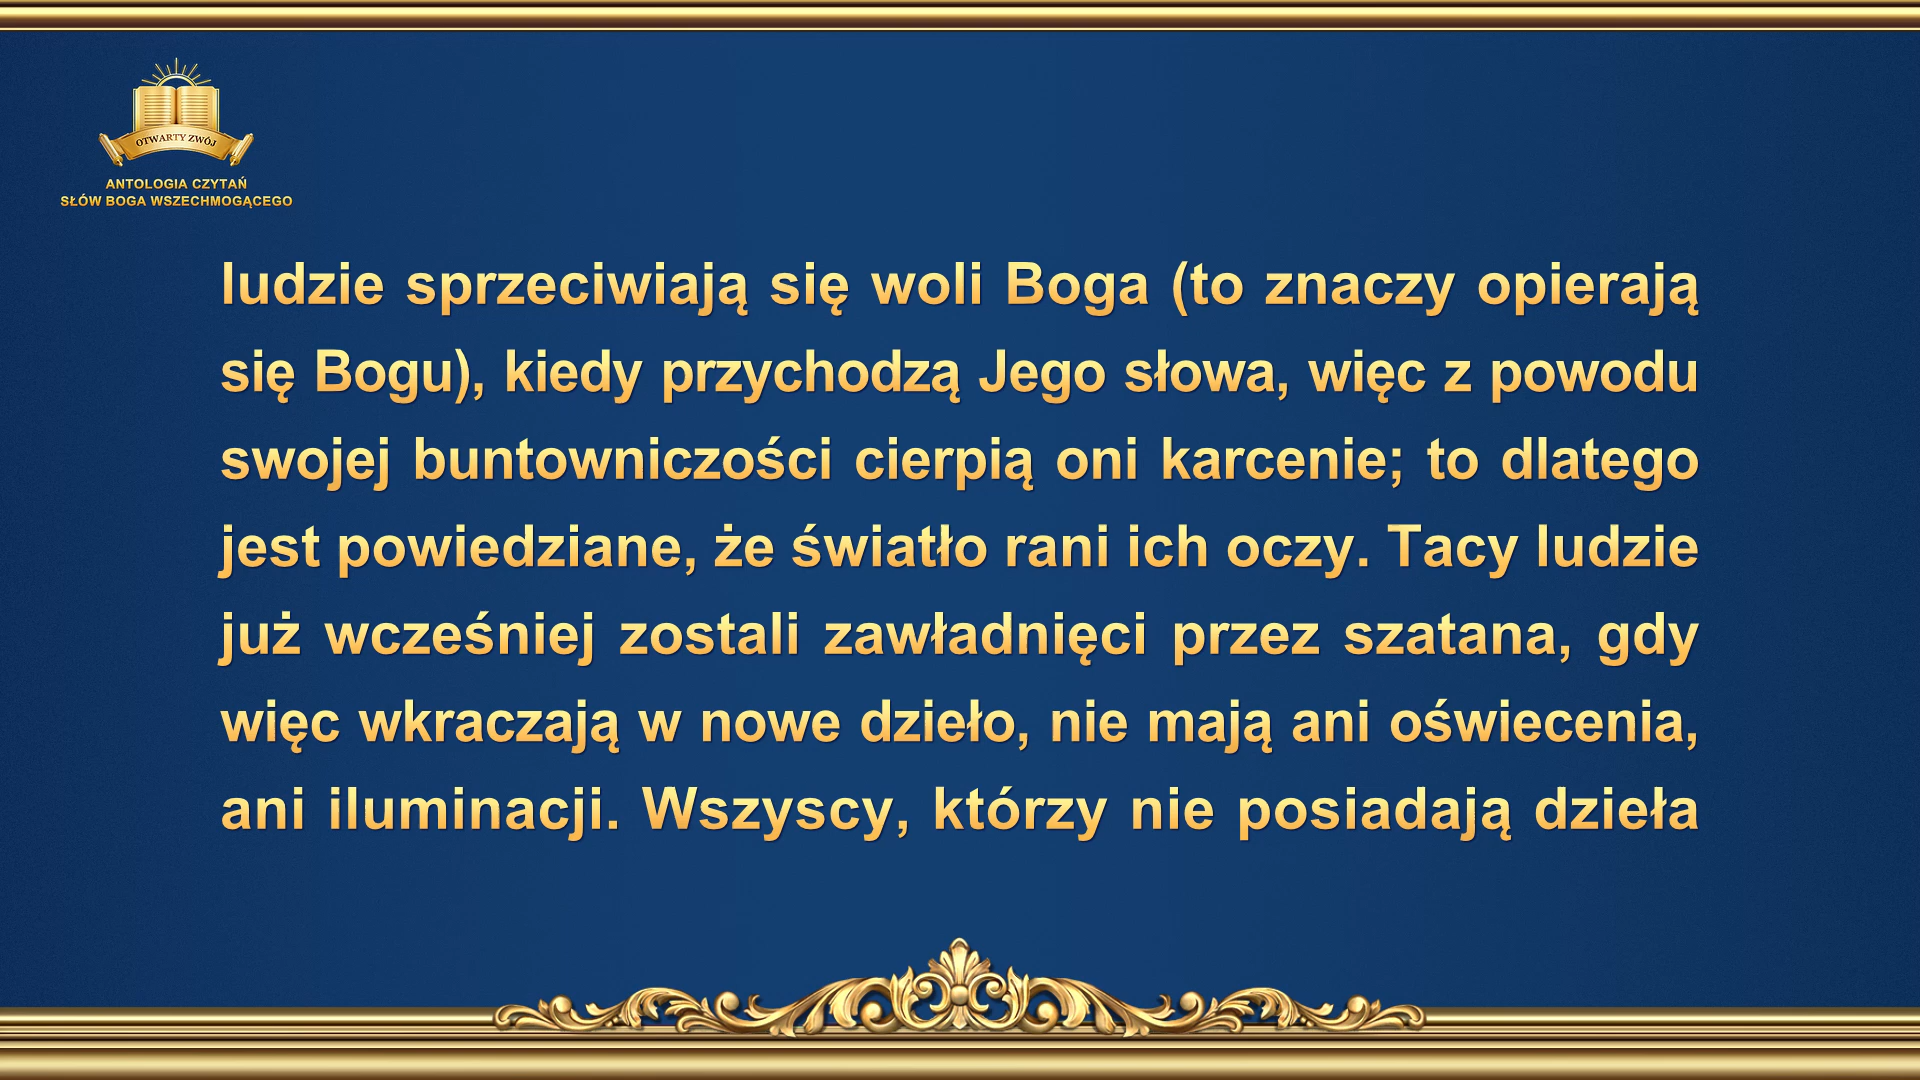 OTWARTY ZWÓJ
ANTOLOGIA CZYTAŃ
SŁÓW BOGA WSZECHMOGĄCEGO
ludzie sprzeciwiają się woli Boga (to znaczy opierają
się Bogu), kiedy przychodzą Jego słowa, więc z powodu
swojej buntowniczości cierpią oni karcenie; to dlatego
jest powiedziane, że światło rani ich oczy. Tacy ludzie
już wcześniej zostali zawładnięci przez szatana, gdy
więc wkraczają w nowe dzieło, nie mają ani oświecenia,
ani iluminacji. Wszyscy, którzy nie posiadają dzieła